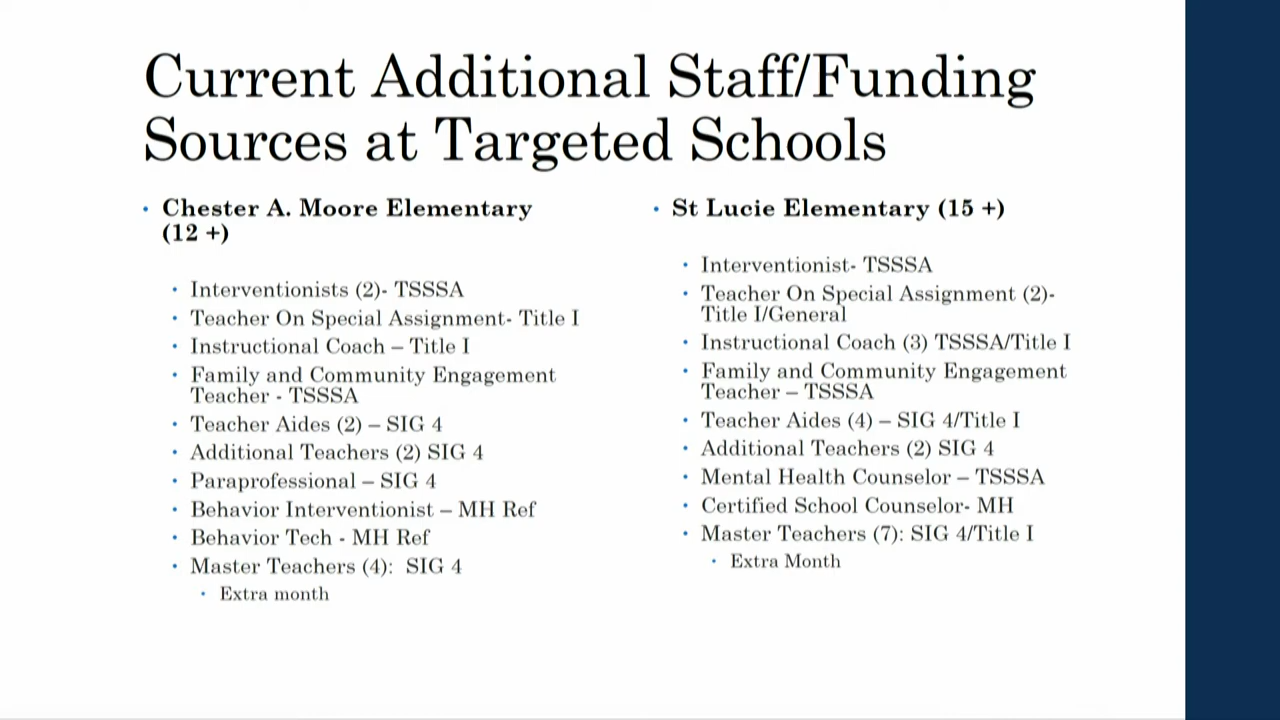 Current Additional Staff/Funding
Sources at Targeted Schools
• Chester A. Moore Elementary
(12 +)
• Interventionists (2)- TSSSA
• Teacher On Special Assignment- Title I
• Instructional Coach – Title I
• Family and Community Engagement
Teacher - TSSSA
• Teacher Aides (2) – SIG 4
• Additional Teachers (2) SIG 4
• Paraprofessional – SIG 4
• Behavior Interventionist – MH Ref
• Behavior Tech - MH Ref
• Master Teachers (4): SIG 4
• Extra month
• St Lucie Elementary (15 +)
• Interventionist- TSSSA
• Teacher On Special Assignment (2)-
Title I/General
• Instructional Coach (3) TSSSA/Title I
• Family and Community Engagement
Teacher – TSSSA
• Teacher Aides (4) – SIG 4/Title I
• Additional Teachers (2) SIG 4
• Mental Health Counselor – TSSSA
• Certified School Counselor- MH
• Master Teachers (7): SIG 4/Title I
• Extra Month